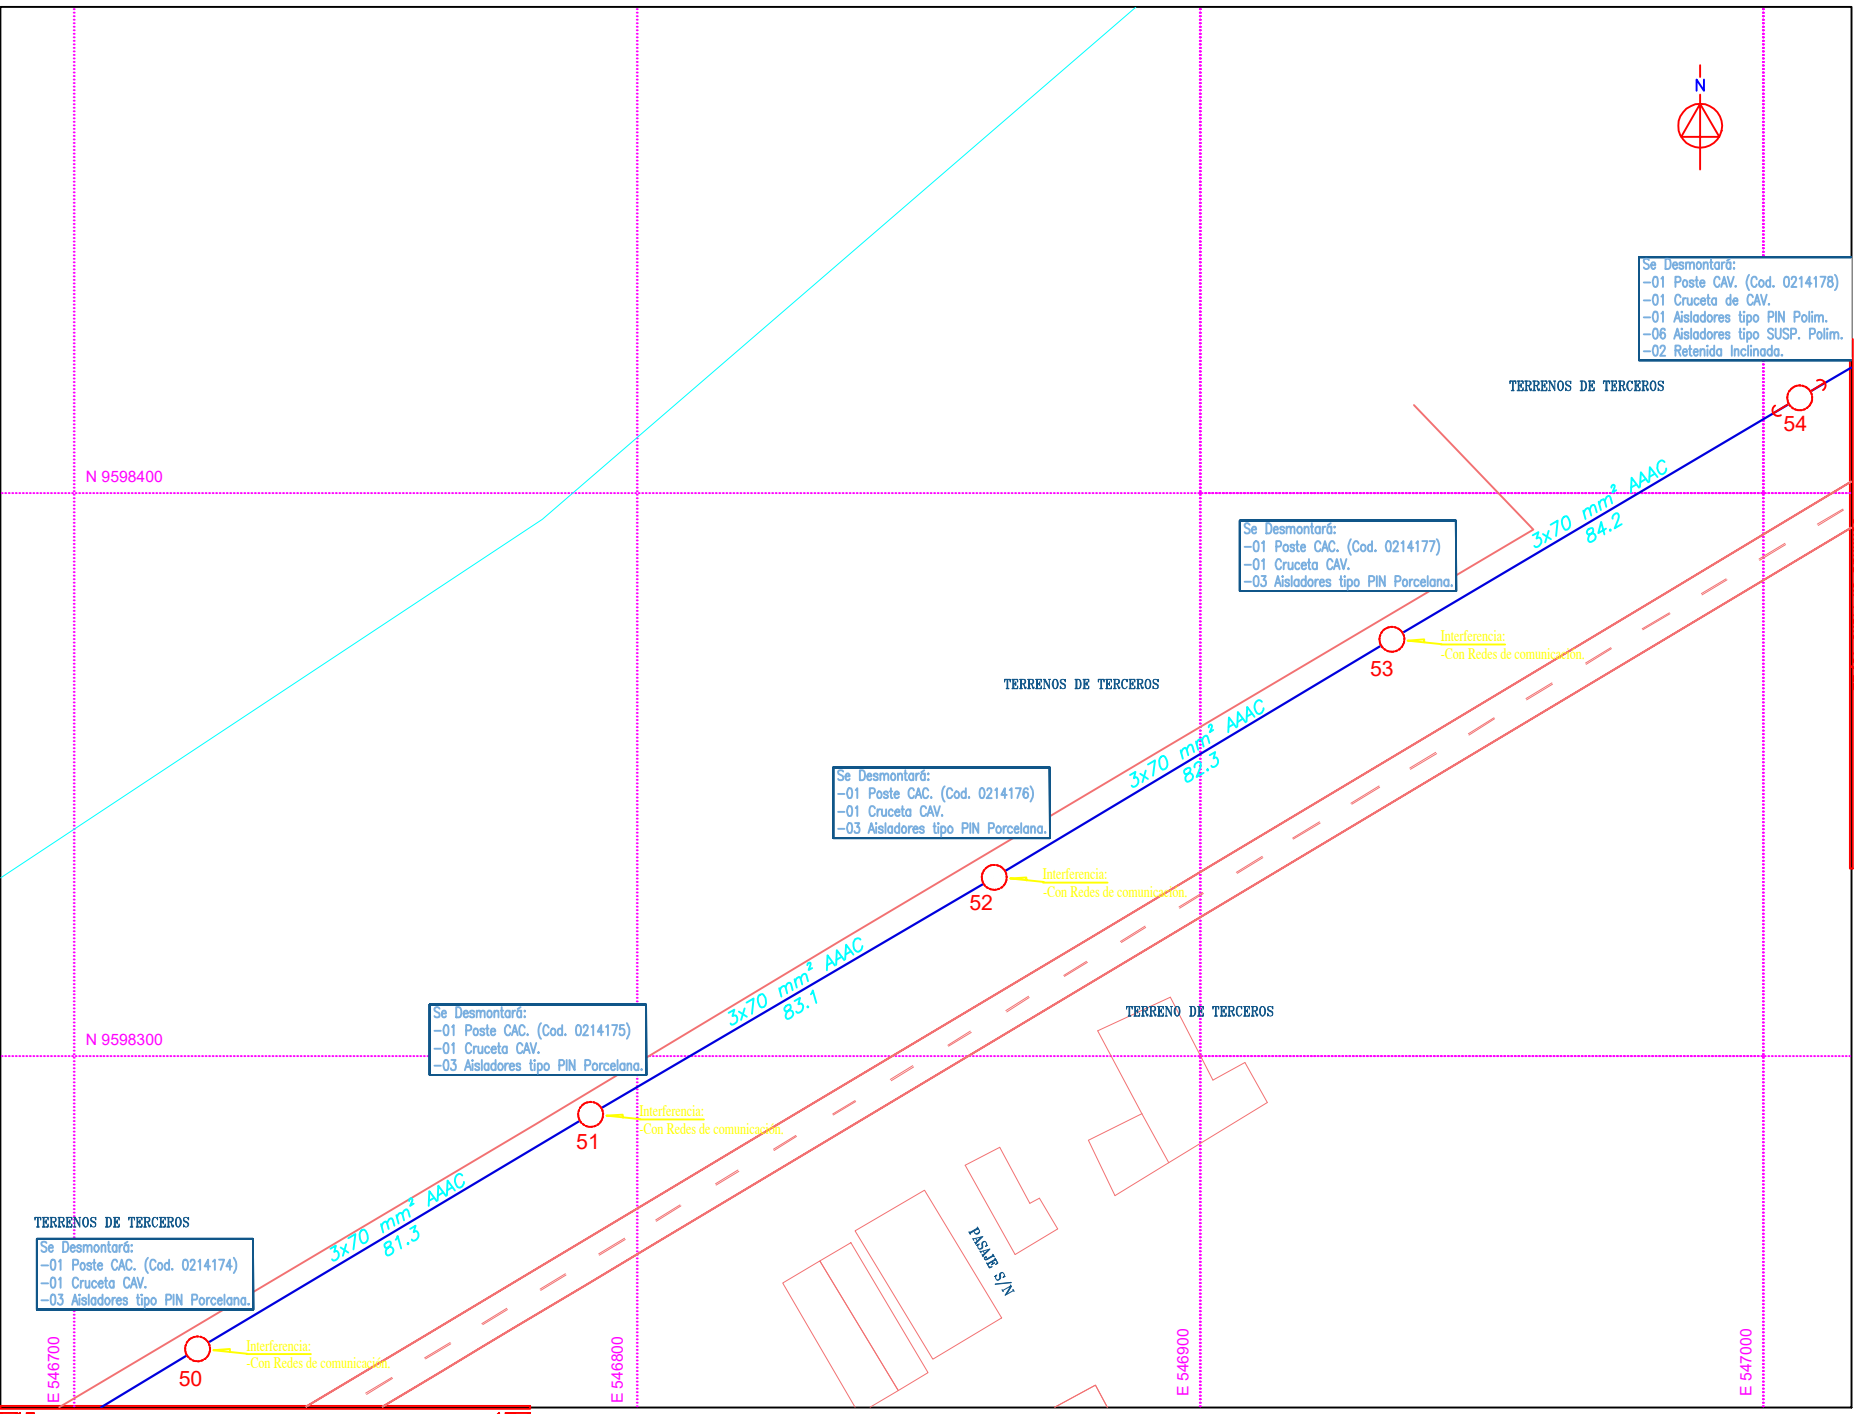 N
Se Desmontará:
-01 Poste CAV. (Cod. 0214178)
-01 Cruceta de CAV.
-01 Aisladores tipo PIN Polim.
-06 Aisladores tipo SUSP. Polim.
-02 Retenida Inclinada.
TERRENOS DE TERCEROS
54
N 9598400
3x70 mm² AAAC
84.2
Se Desmontará:
-01 Poste CAC. (Cod. 0214177)
-01 Cruceta CAV.
-03 Aisladores tipo PIN Porcelana.
Interferencia:
-Con Redes de comunicación.
53
TERRENOS DE TERCEROS
3x70 mm² AAAC
82.3
Se Desmontará:
-01 Poste CAC. (Cod. 0214176)
-01 Cruceta CAV.
-03 Aisladores tipo PIN Porcelana.
Interferencia:
-Con Redes de comunicación.
52
3x70 mm² AAAC
83.1
TERRENO DE TERCEROS
N 9598300
Se Desmontará:
-01 Poste CAC. (Cod. 0214175)
-01 Cruceta CAV.
-03 Aisladores tipo PIN Porcelana.
Interferencia:
-Con Redes de comunicación.
51
3x70 mm² AAAC
81.3
TERRENOS DE TERCEROS
Se Desmontará:
-01 Poste CAC. (Cod. 0214174)
-01 Cruceta CAV.
-03 Aisladores tipo PIN Porcelana.
PASAJE S/N
Interferencia:
-Con Redes de comunicación.
50
E 546700
E 546800
E 546900
E 547000